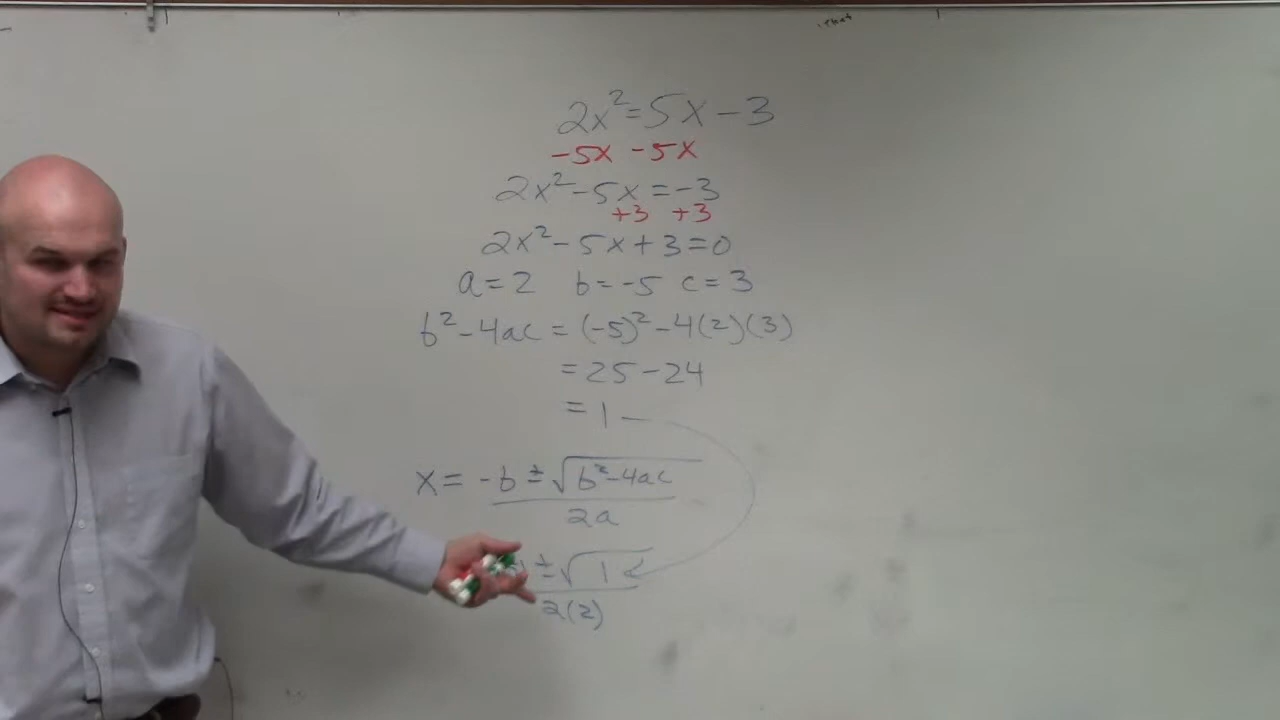 that
2x²=5x-3
-5x -5x
2x²-5x=-3
+3 +3
2x²-5x+3=0
a=2 b=-5 c=3
b²-4ac=(-5)²-4(2)(3)
=25-24
=1
x= -b ± √b²-4ac
2a
± √1
2(2)